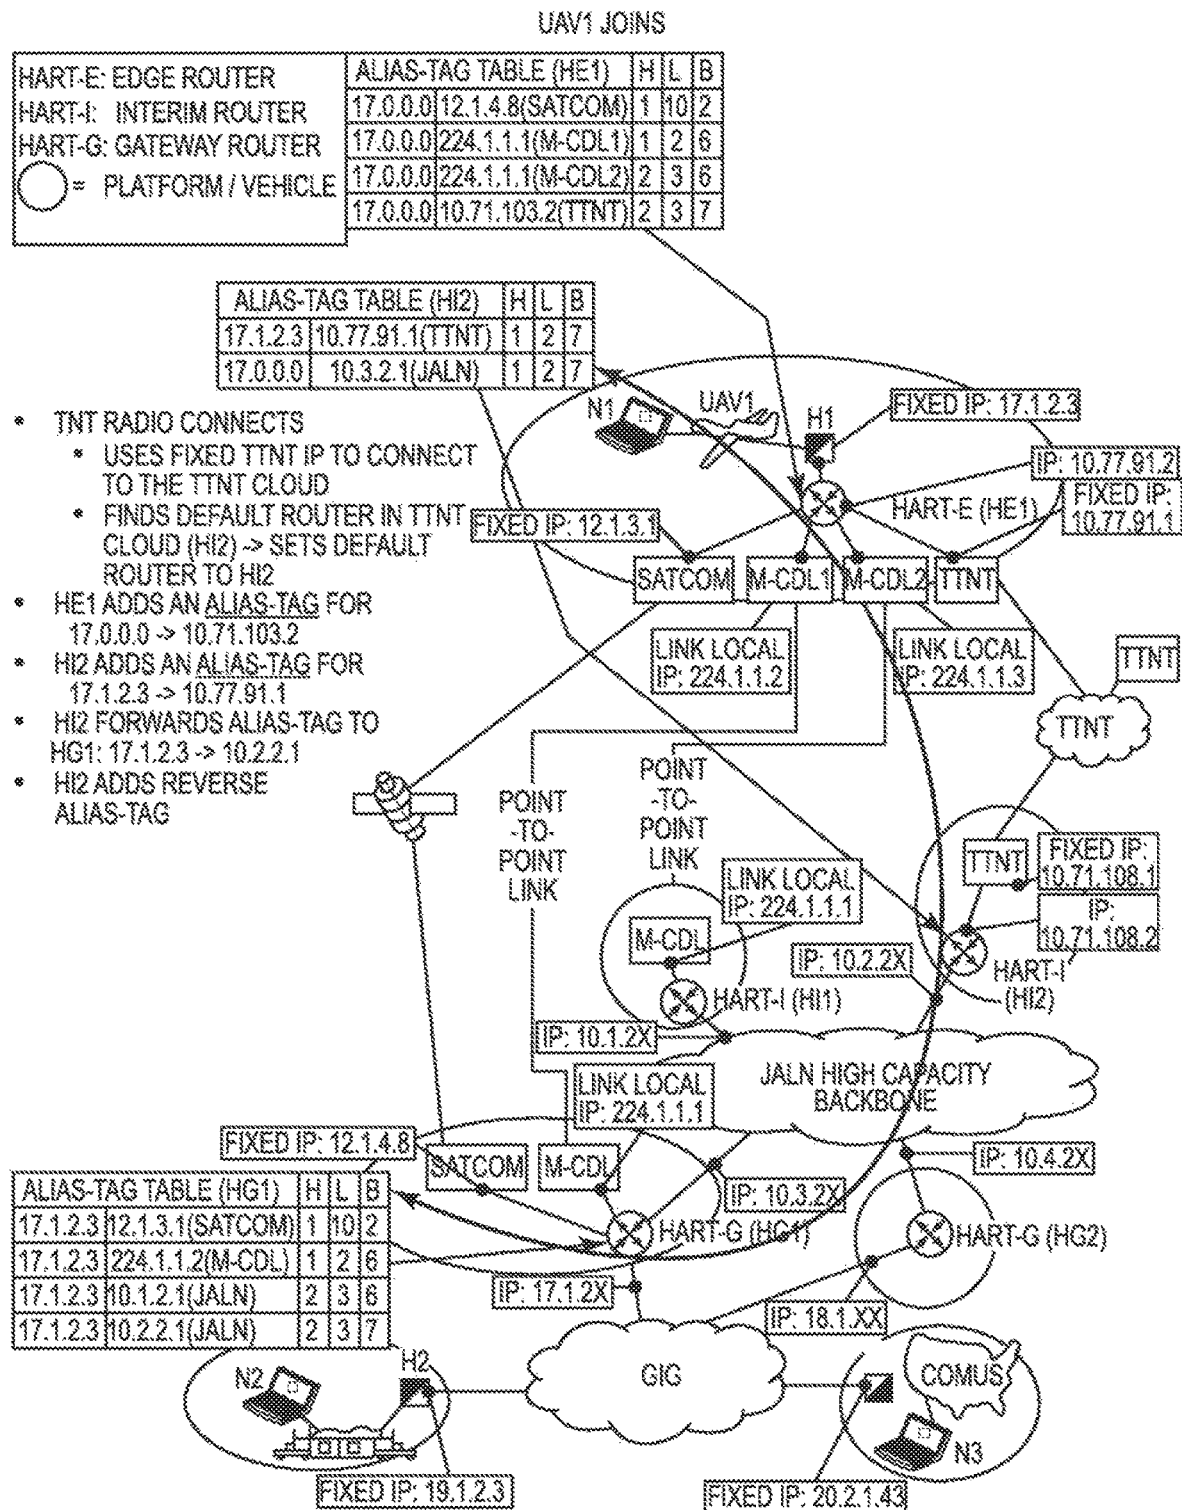 UAV1 JOINS
HART-E: EDGE ROUTER
HART-I: INTERIM ROUTER
HART-G: GATEWAY ROUTER
= PLATFORM / VEHICLE
ALIAS-TAG TABLE (HE1) H L B
17.0.0.0 12.1.4.8(SATCOM) 1 10 2
17.0.0.0 224.1.1.1(M-CDL1) 1 2 6
17.0.0.0 224.1.1.1(M-CDL2) 2 3 6
17.0.0.0 10.71.103.2(TTNT) 2 3 7
ALIAS-TAG TABLE (HI2) H L B
17.1.2.3 10.77.91.1(TTNT) 1 2 7
17.0.0.0 10.3.2.1(JALN) 1 2 7
• TNT RADIO CONNECTS
• USES FIXED TTNT IP TO CONNECT
TO THE TTNT CLOUD
• FINDS DEFAULT ROUTER IN TTNT
CLOUD (HI2) -> SETS DEFAULT
ROUTER TO HI2
• HE1 ADDS AN ALIAS-TAG FOR
17.0.0.0 -> 10.71.103.2
• HI2 ADDS AN ALIAS-TAG FOR
17.1.2.3 -> 10.77.91.1
• HI2 FORWARDS ALIAS-TAG TO
HG1: 17.1.2.3 -> 10.2.2.1
• HI2 ADDS REVERSE
ALIAS-TAG
N1
UAV1
H1
FIXED IP: 17.1.2.3
IP: 10.77.91.2
HART-E (HE1)
FIXED IP:
10.77.91.1
FIXED IP: 12.1.3.1
SATCOM
M-CDL1
M-CDL2
TTNT
LINK LOCAL
IP: 224.1.1.2
LINK LOCAL
IP: 224.1.1.3
TTNT
TTNT
POINT
-TO-
POINT
LINK
POINT
-TO-
POINT
LINK
LINK LOCAL
IP: 224.1.1.1
M-CDL
HART-I (HI1)
IP: 10.1.2X
TTNT
FIXED IP:
10.71.108.1
IP:
10.71.108.2
IP: 10.2.2X
HART-I
(HI2)
JALN HIGH CAPACITY
BACKBONE
LINK LOCAL
IP: 224.1.1.1
FIXED IP: 12.1.4.8
SATCOM
M-CDL
IP: 10.3.2X
IP: 10.4.2X
HART-G (HG1)
HART-G (HG2)
ALIAS-TAG TABLE (HG1) H L B
17.1.2.3 12.1.3.1(SATCOM) 1 10 2
17.1.2.3 224.1.1.2(M-CDL) 1 2 6
17.1.2.3 10.1.2.1(JALN) 2 3 6
17.1.2.3 10.2.2.1(JALN) 2 3 7
IP: 17.1.2X
IP: 18.1.XX
GIG
N2
H2
COMUS
N3
FIXED IP: 19.1.2.3
FIXED IP: 20.2.1.43